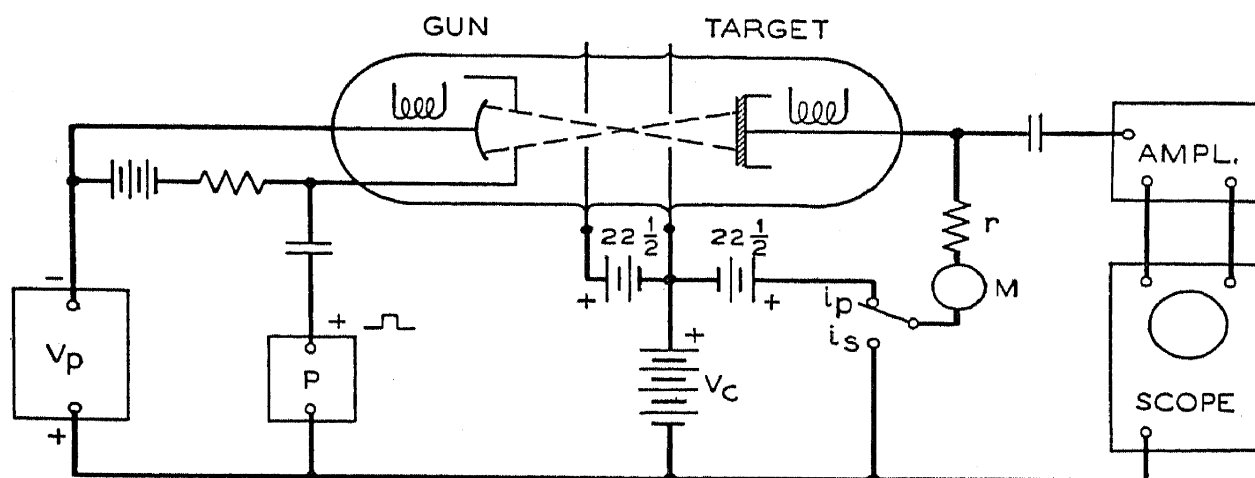 GUN
TARGET
AMPL.
22 1/2
22 1/2
+
+
r
M
ip
is
-
Vp
+
+
P
+
Vc
SCOPE